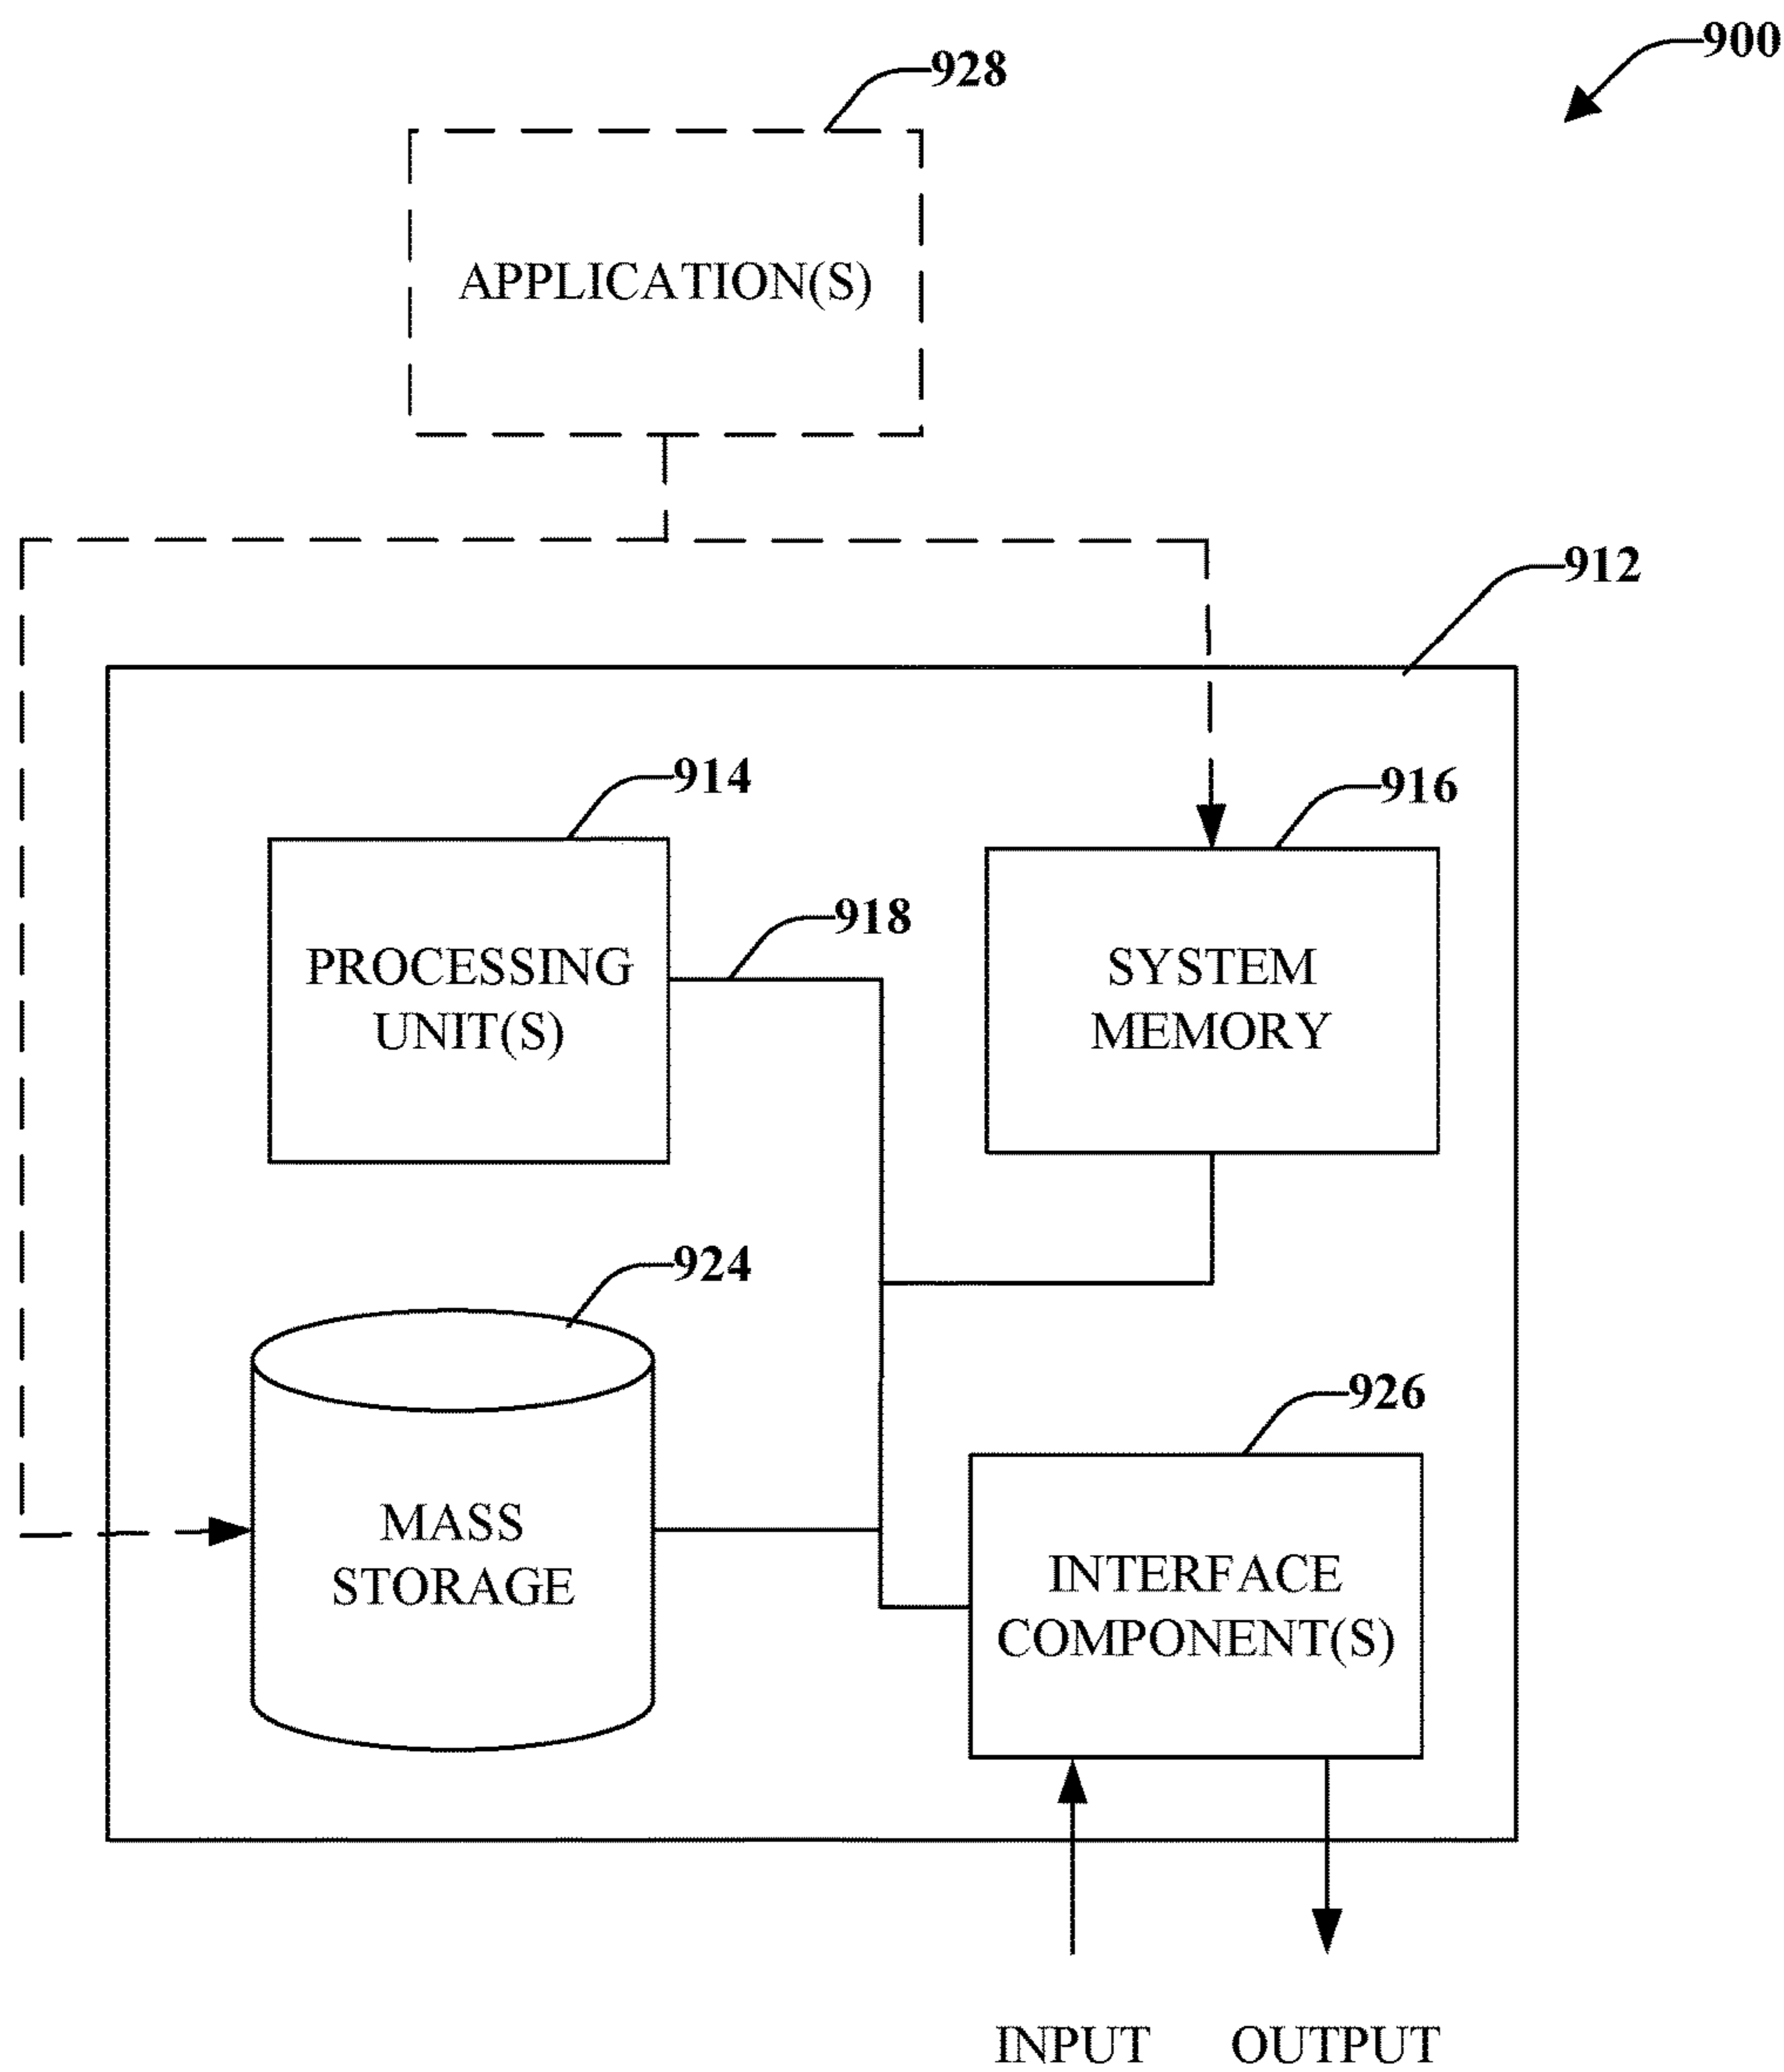 900
928
APPLICATION(S)
912
914
916
918
PROCESSING
UNIT(S)
SYSTEM
MEMORY
924
926
MASS
STORAGE
INTERFACE
COMPONENT(S)
INPUT
OUTPUT